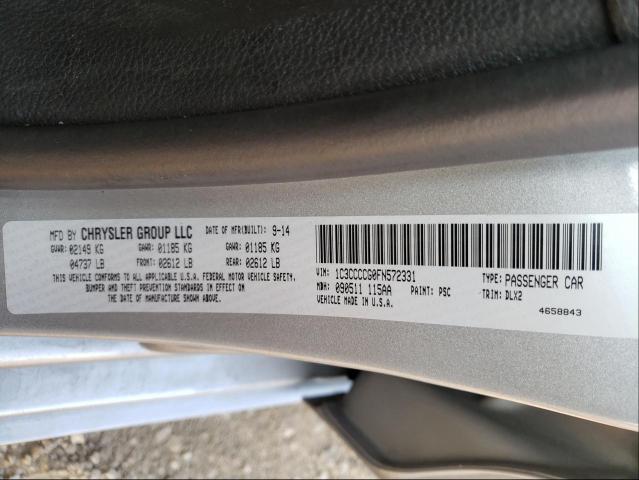 MFD BY CHRYSLER GROUP LLC DATE OF MFR(BUILT): 9-14
GVWR: 02149 KG GAWR: 01185 KG GAWR: 01185 KG
04737 LB FRONT: 02612 LB REAR: 02612 LB
THIS VEHICLE CONFORMS TO ALL APPLICABLE U.S.A. FEDERAL MOTOR VEHICLE SAFETY,
BUMPER AND THEFT PREVENTION STANDARDS IN EFFECT ON
THE DATE OF MANUFACTURE SHOWN ABOVE.
VIN: 1C3CCCCG0FN572331 TYPE: PASSENGER CAR
MDH: 090511 115AA PAINT: PSC TRIM: DLX2
VEHICLE MADE IN U.S.A.
4658843